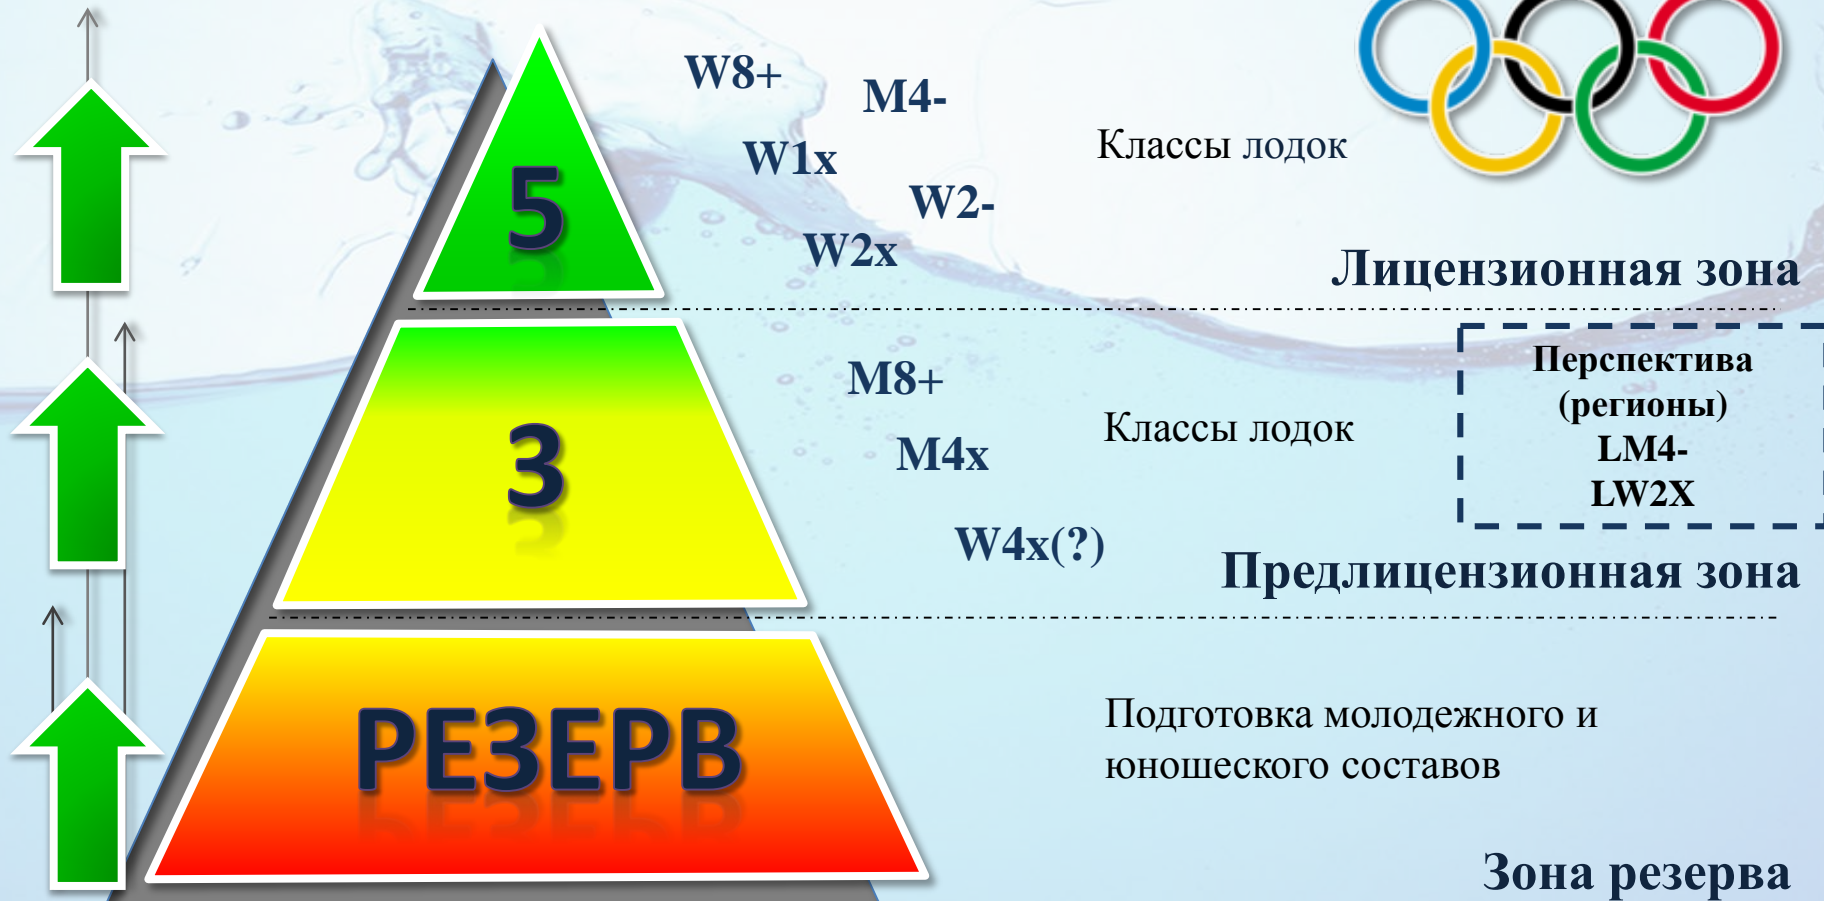 W8+
M4-
W1x
W2-
W2x
5
Классы лодок
Лицензионная зона
M8+
M4x
W4x(?)
3
Классы лодок
Перспектива
(регионы)
LM4-
LW2X
Предлицензионная зона
РЕЗЕРВ
Подготовка молодежного и
юношеского составов
Зона резерва